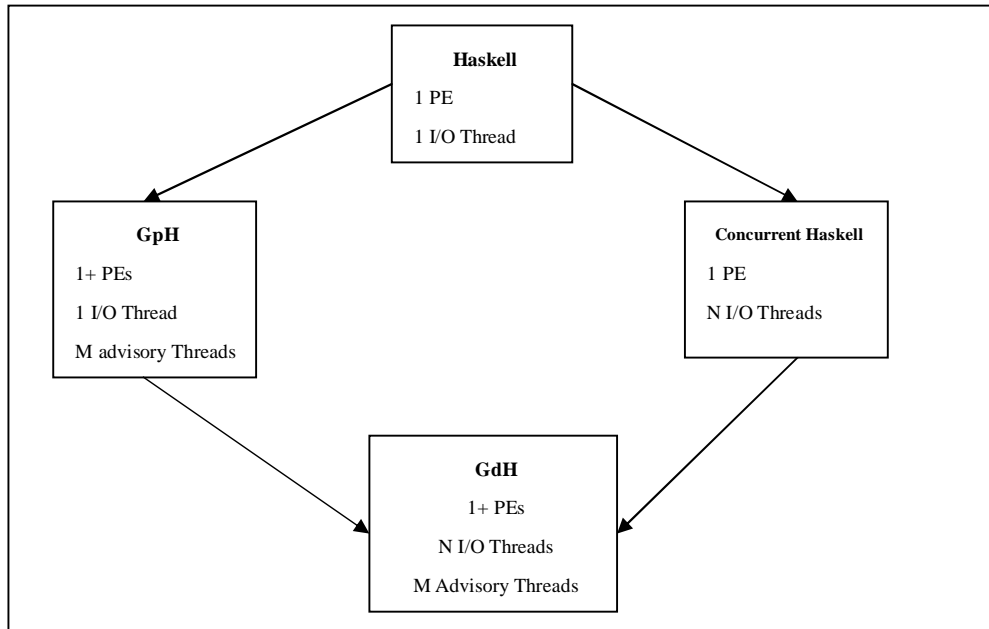 Haskell
1 PE
1 I/O Thread
GpH
1+ PEs
1 I/O Thread
M advisory Threads
Concurrent Haskell
1 PE
N I/O Threads
GdH
1+ PEs
N I/O Threads
M Advisory Threads